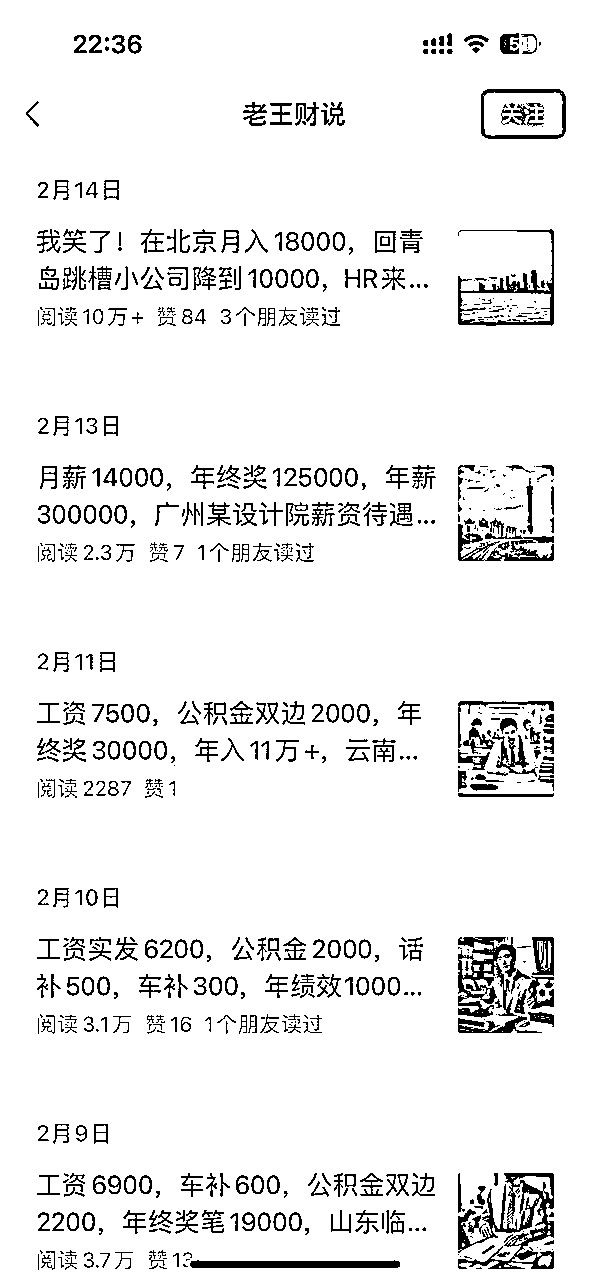 22:36
老王财说
关注
2月14日
我笑了！在北京月入18000，回青
岛跳槽小公司降到10000，HR来...
阅读10万+ 赞84 3个朋友读过
2月13日
月薪14000，年终奖125000，年薪
300000，广州某设计院薪资待遇...
阅读2.3万 赞7 1个朋友读过
2月11日
工资7500，公积金双边2000，年
终奖30000，年入11万+，云南...
阅读2287 赞1
2月10日
工资实发6200，公积金2000，话
补500，车补300，年绩效1000...
阅读3.1万 赞16 1个朋友读过
2月9日
工资6900，车补600，公积金双边
2200，年终奖笔19000，山东临...
阅读3.7万 赞13